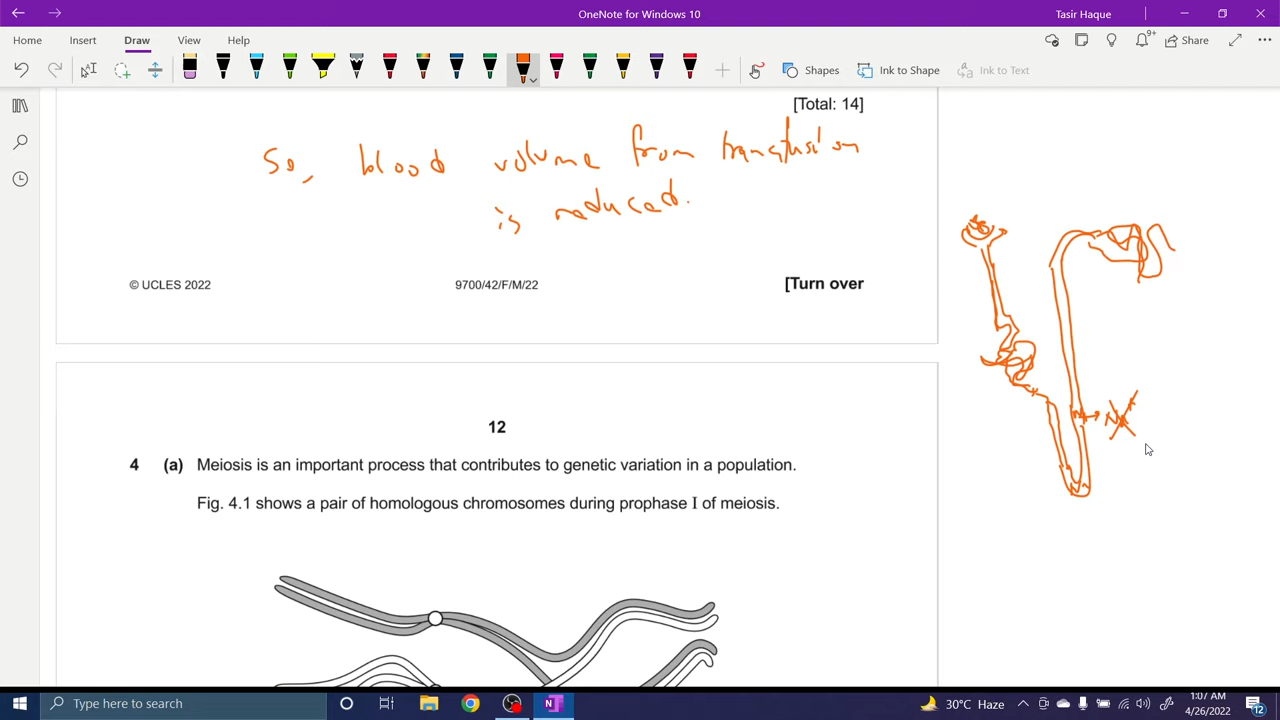 OneNote for Windows 10
Tasir Haque
Home Insert Draw View Help
9+
Share
Shapes
Ink to Shape
Ink to Text
[Total: 14]
So, blood volume from transfusion
is reduced.
© UCLES 2022
9700/42/F/M/22
[Turn over
12
4 (a) Meiosis is an important process that contributes to genetic variation in a population.
Fig. 4.1 shows a pair of homologous chromosomes during prophase I of meiosis.
Type here to search
30°C Haze
1:07 AM
4/26/2022
12